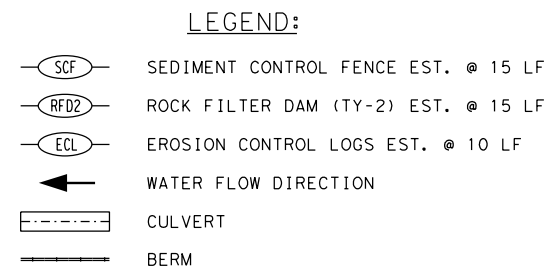 LEGEND:
SCF SEDIMENT CONTROL FENCE EST. @ 15 LF
RFD2 ROCK FILTER DAM (TY-2) EST. @ 15 LF
ECL EROSION CONTROL LOGS EST. @ 10 LF
WATER FLOW DIRECTION
CULVERT
BERM